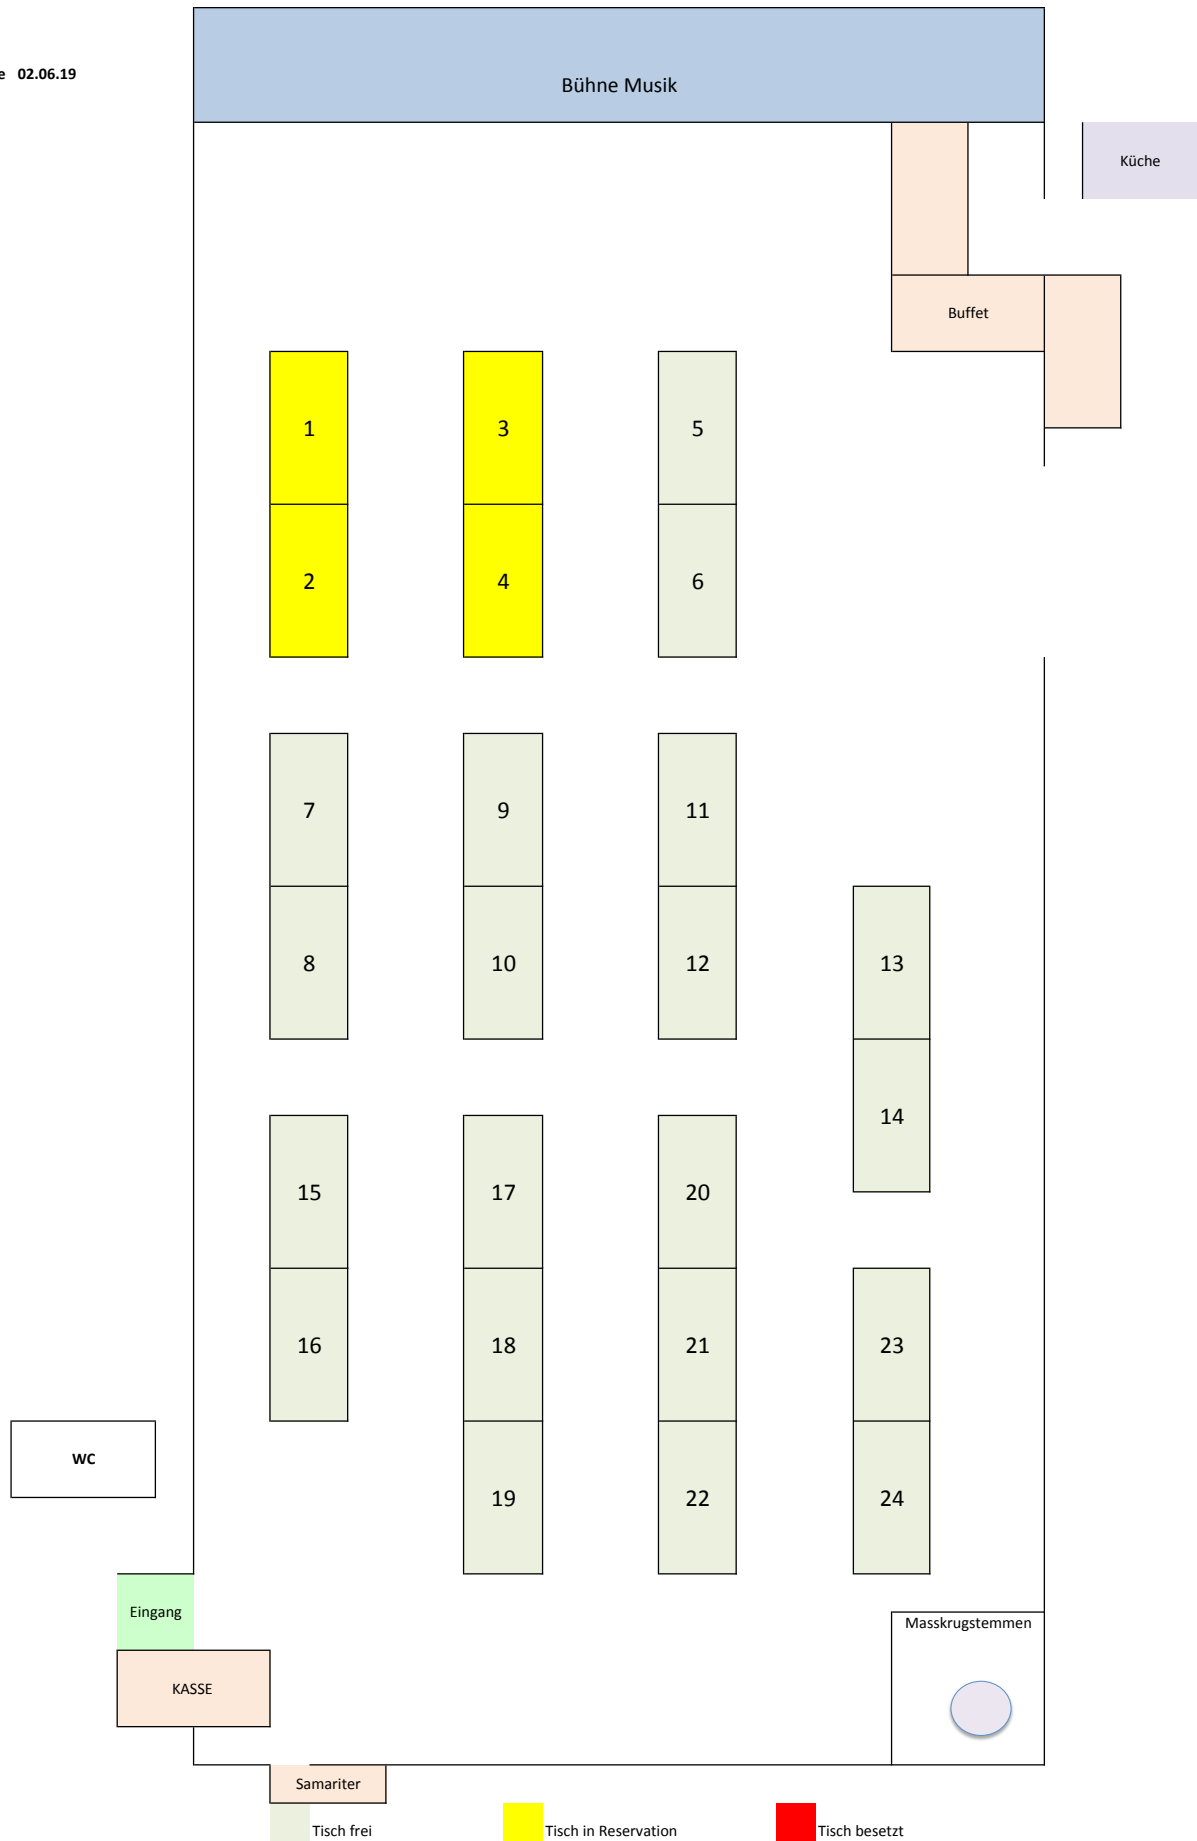 e 02.06.19
Bühne Musik
Küche
Buffet
1 3 5
2 4 6
7 9 11
8 10 12 13
14
15 17 20
16 18 21 23
WC
19 22 24
Eingang
Masskrugstemmen
KASSE
Samariter
Tisch frei Tisch in Reservation Tisch besetzt